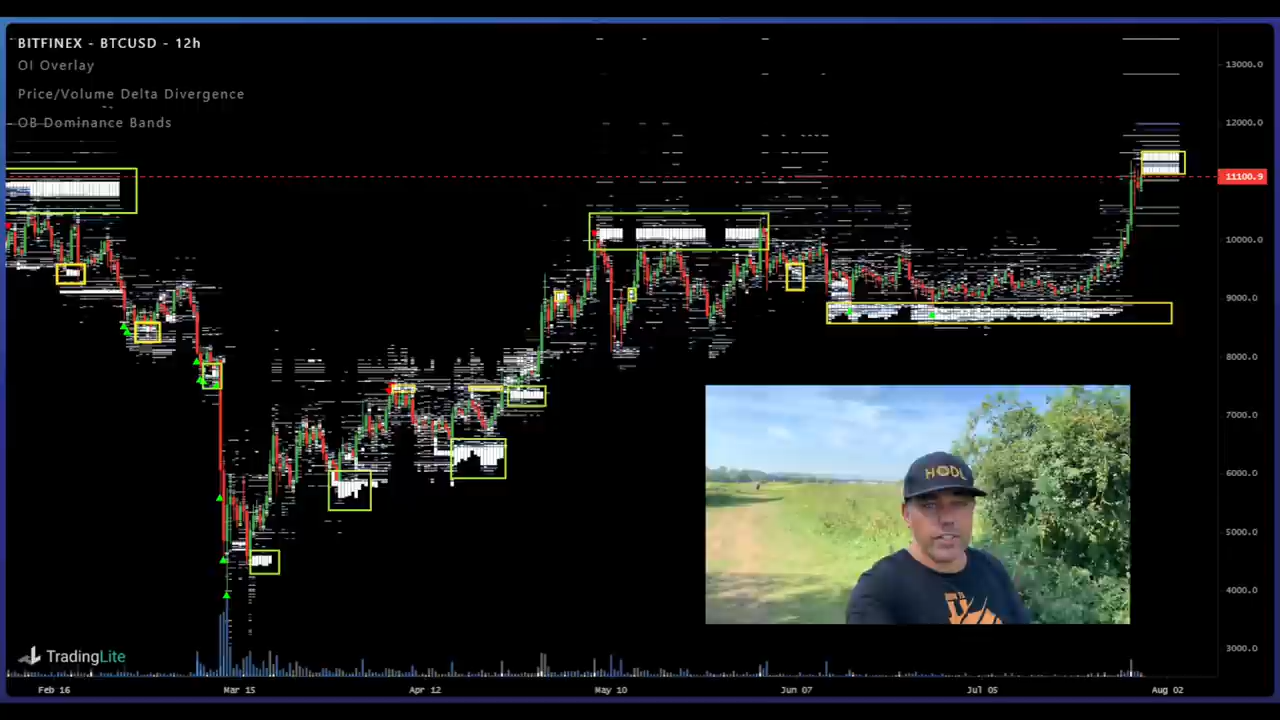 BITFINEX - BTCUSD - 12h
OI Overlay
Price/Volume Delta Divergence
OB Dominance Bands
13000.0
12000.0
11100.9
10000.0
9000.0
8000.0
7000.0
6000.0
5000.0
4000.0
3000.0
HODL
TradingLite
Feb 16
Mar 15
Apr 12
May 10
Jun 07
Jul 05
Aug 02